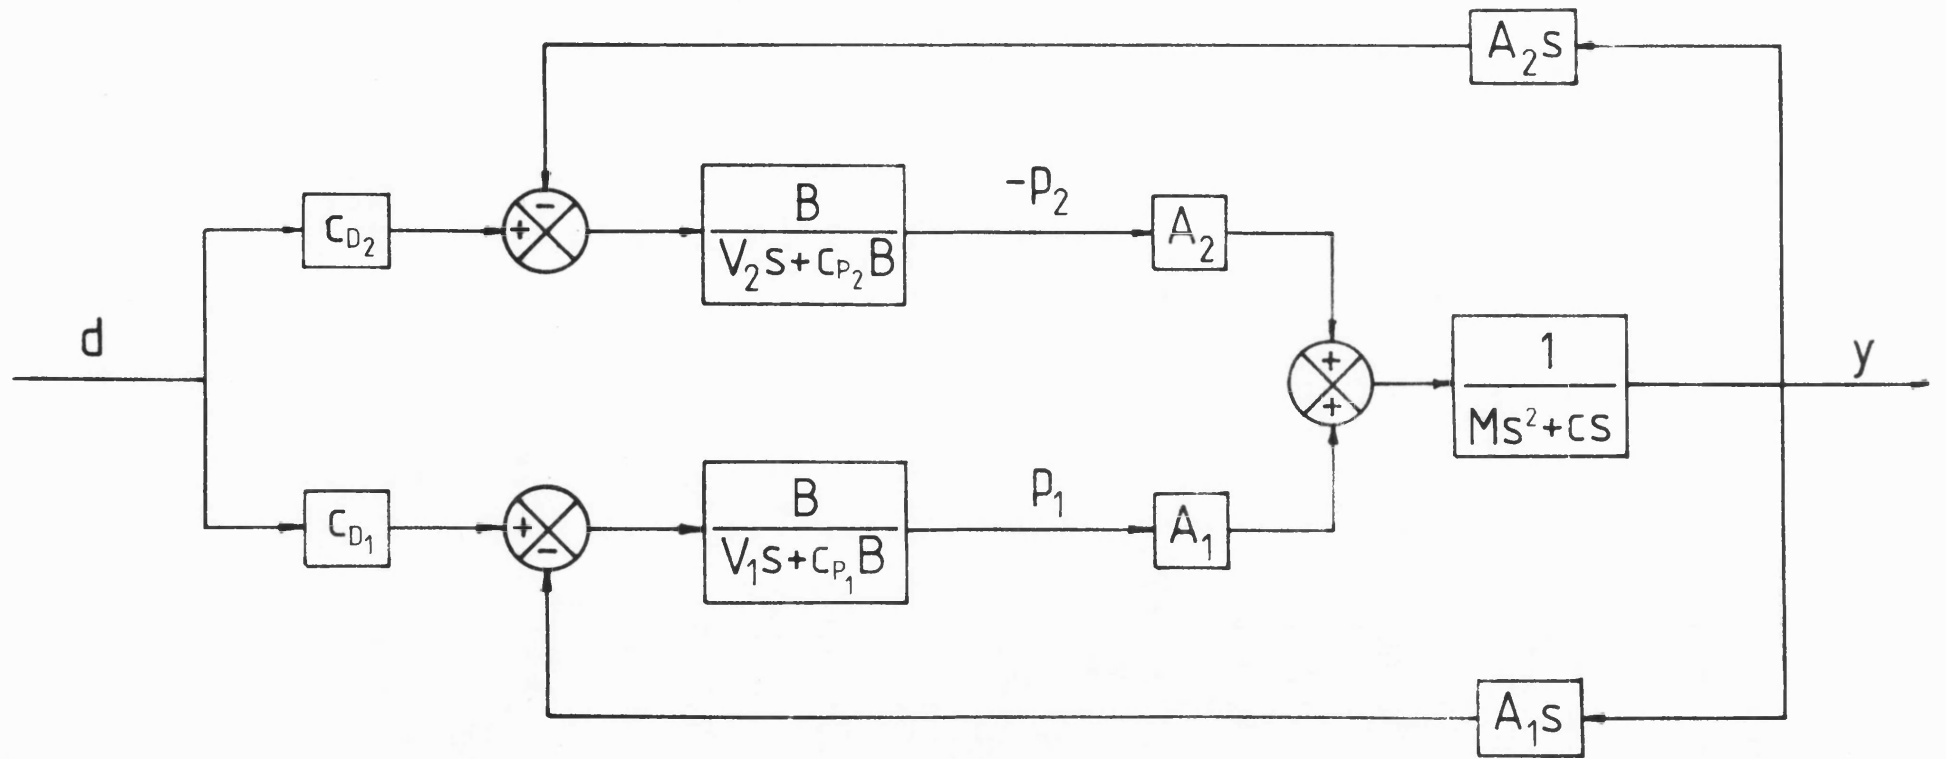 A₂s
-p₂
B
V₂s+c_P₂B
c_D₂
+
-
A₂
d
+
+
1
Ms²+cs
y
p₁
B
V₁s+c_P₁B
c_D₁
+
-
A₁
A₁s